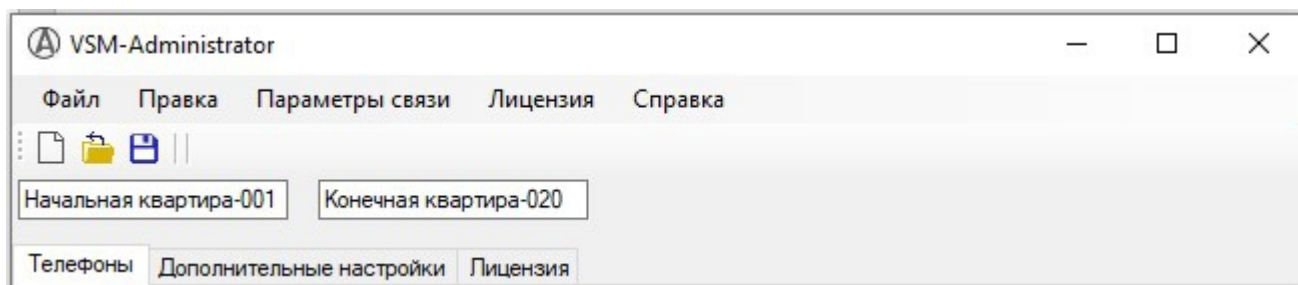 VSM-Administrator
Файл Правка Параметры связи Лицензия Справка
Начальная квартира-001 Конечная квартира-020
Телефоны Дополнительные настройки Лицензия